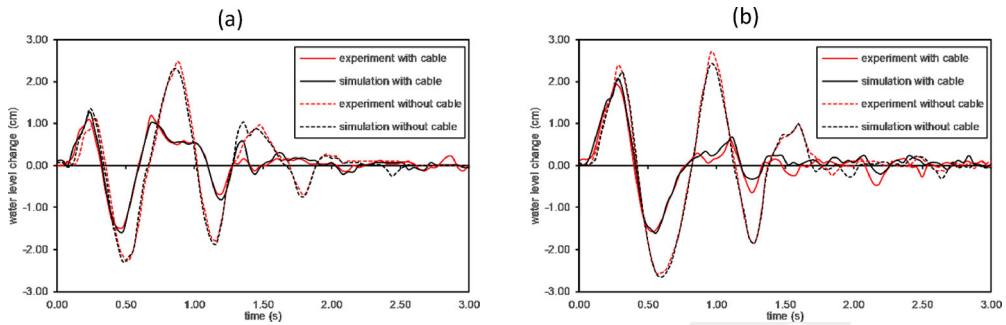 (a)
3.00
2.00
1.00
0.00
-1.00
-2.00
-3.00
water level change (cm)
experiment with cable
simulation with cable
experiment without cable
simulation without cable
0.00 0.50 1.00 1.50 2.00 2.50 3.00
time (s)
(b)
3.00
2.00
1.00
0.00
-1.00
-2.00
-3.00
water level change (cm)
experiment with cable
simulation with cable
experiment without cable
simulation without cable
0.00 0.50 1.00 1.50 2.00 2.50 3.00
time (s)